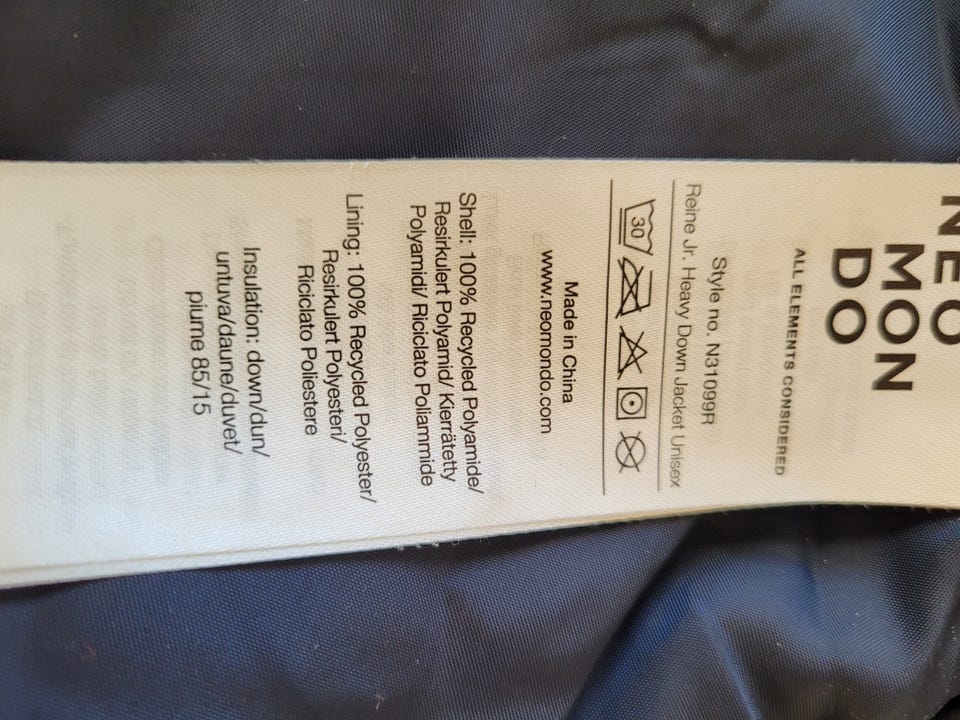 NEO
MON
DO
ALL ELEMENTS CONSIDERED
Style no. N31099R
Reine Jr. Heavy Down Jacket Unisex
30
Made in China
www.neomondo.com
Shell: 100% Recycled Polyamide/
Resirkulert Polyamid/ Kierrätetty
Polyamidi/ Riciclato Poliammide
Lining: 100% Recycled Polyester/
Resirkulert Polyesteri/
Riciclato Poliestere
Insulation: down/dun/
untuva/daune/duvet/
piume 85/15